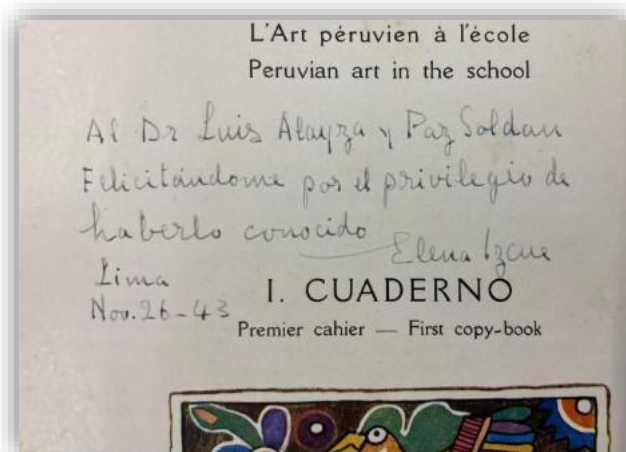 L'Art péruvien à l'école
Peruvian art in the school
Al Dr Luis Alayza y Paz Soldan
Felicitándome por el privilegio de
haberlo conocido
Elena Izcue
Lima
Nov. 26-43
I. CUADERNO
Premier cahier — First copy-book